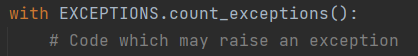 with EXCEPTIONS.count_exceptions():
    # Code which may raise an exception